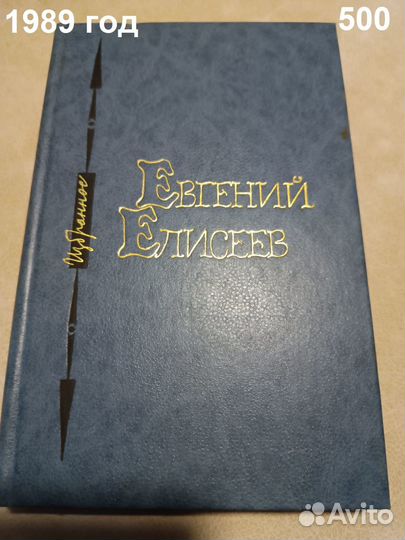 1989 год
500
Избранное
Евгений
Елисеев
Avito